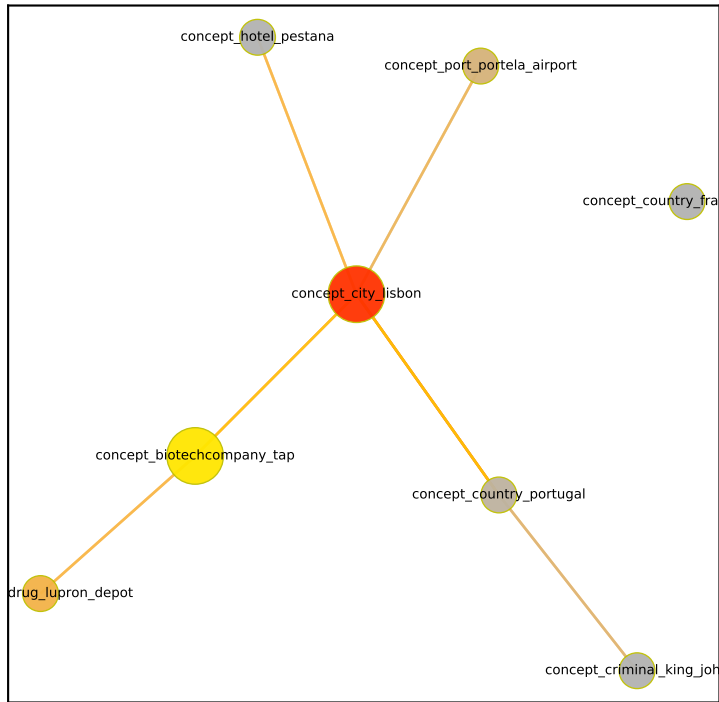 concept_hotel_pestana
concept_port_portela_airport
concept_country_fra
concept_city_lisbon
concept_biotechcompany_tap
concept_country_portugal
drug_lupron_depot
concept_criminal_king_joh